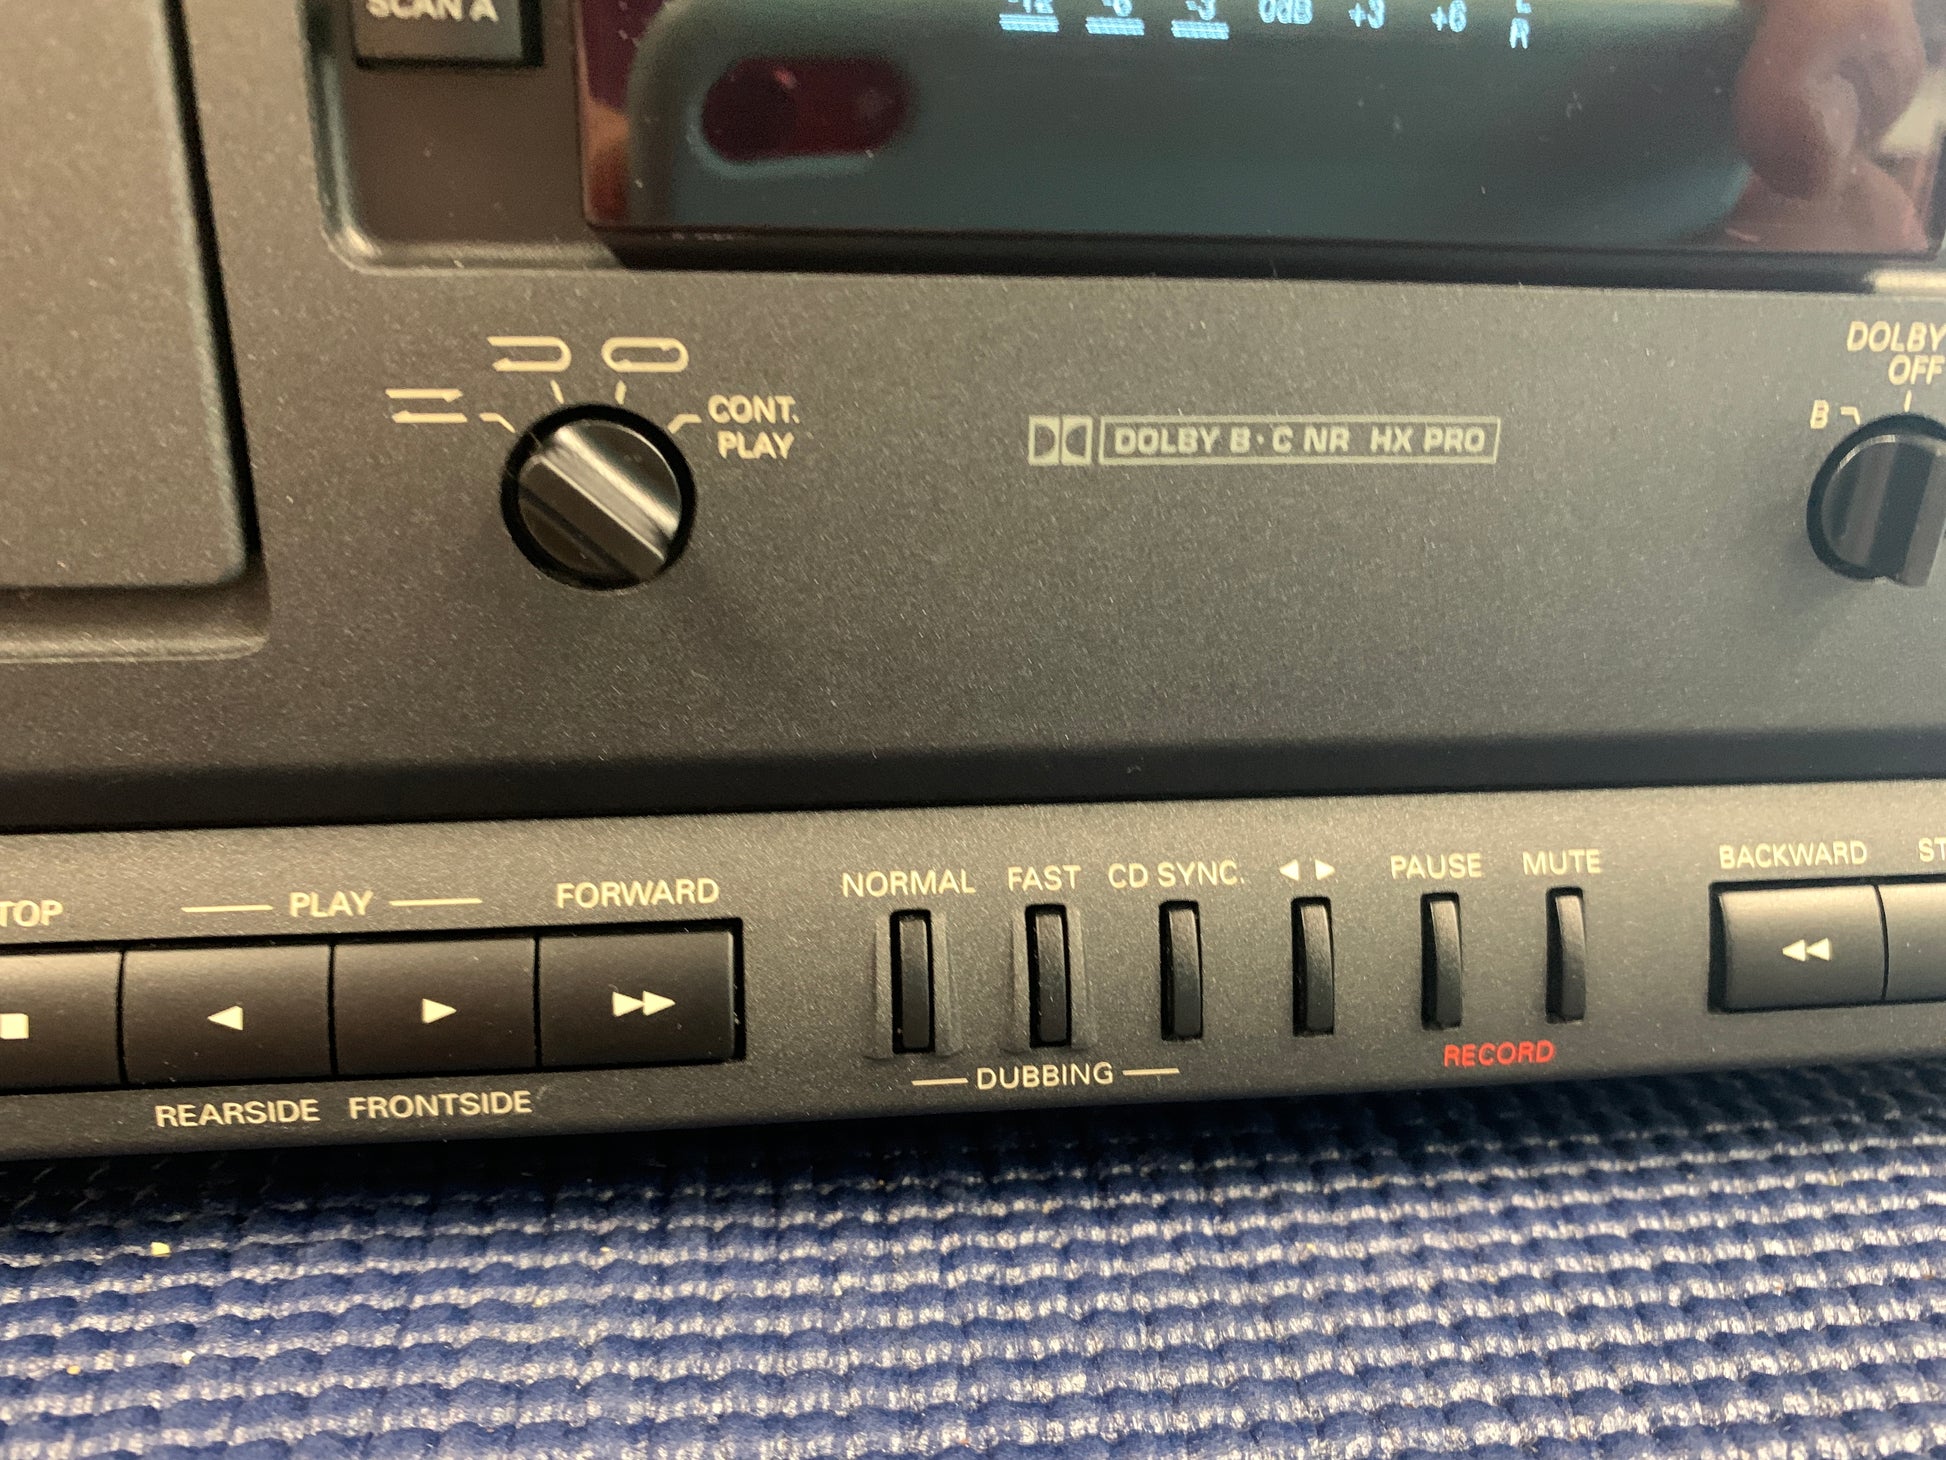 SCAN A
-12 -6 -3 0dB +3 +6
R
CONT.
PLAY
DOLBY B·C NR HX PRO
DOLBY
OFF
B
PLAY
FORWARD
NORMAL
FAST
CD SYNC.
PAUSE
MUTE
BACKWARD
DUBBING
RECORD
REARSIDE
FRONTSIDE